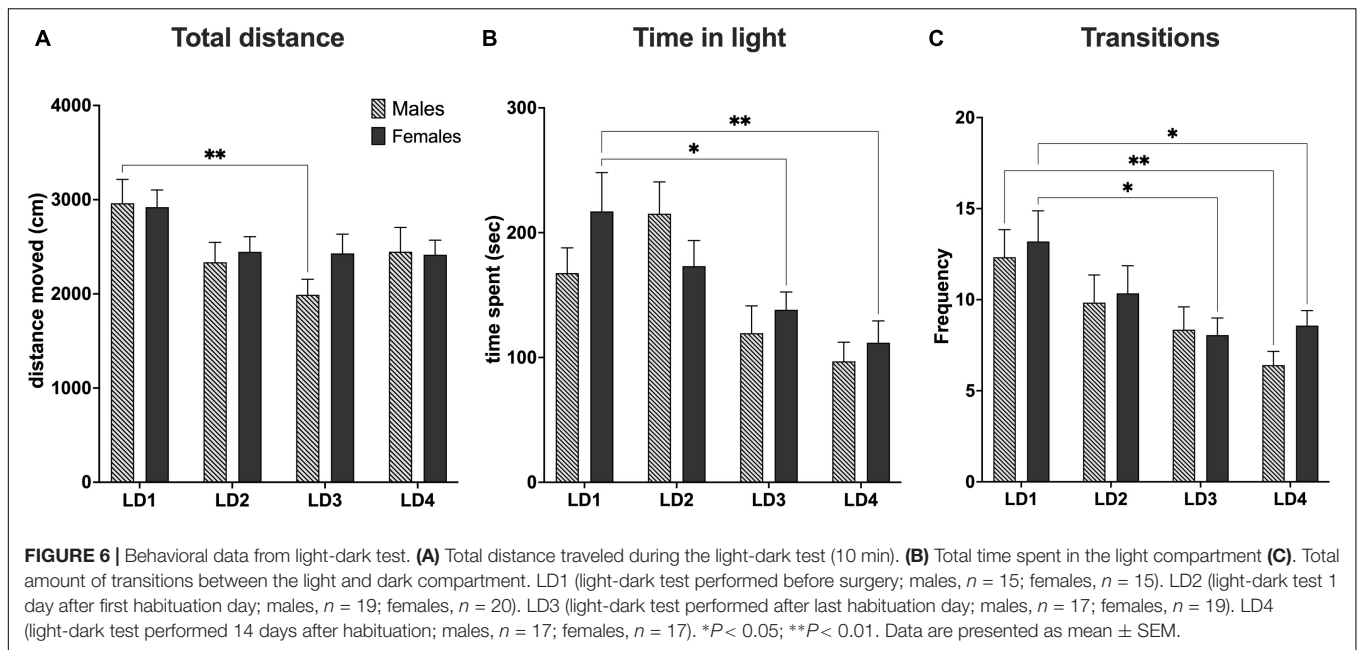 A Total distance
4000
3000
2000
1000
0
distance moved (cm)
Males
Females
**
LD1 LD2 LD3 LD4
B Time in light
300
200
100
0
time spent (sec)
**
*
LD1 LD2 LD3 LD4
C Transitions
20
15
10
5
0
Frequency
*
**
*
LD1 LD2 LD3 LD4
FIGURE 6 | Behavioral data from light-dark test. (A) Total distance traveled during the light-dark test (10 min). (B) Total time spent in the light compartment (C). Total
amount of transitions between the light and dark compartment. LD1 (light-dark test performed before surgery; males, n = 15; females, n = 15). LD2 (light-dark test 1
day after first habituation day; males, n = 19; females, n = 20). LD3 (light-dark test performed after last habituation day; males, n = 17; females, n = 19). LD4
(light-dark test performed 14 days after habituation; males, n = 17; females, n = 17). *P < 0.05; **P < 0.01. Data are presented as mean ± SEM.